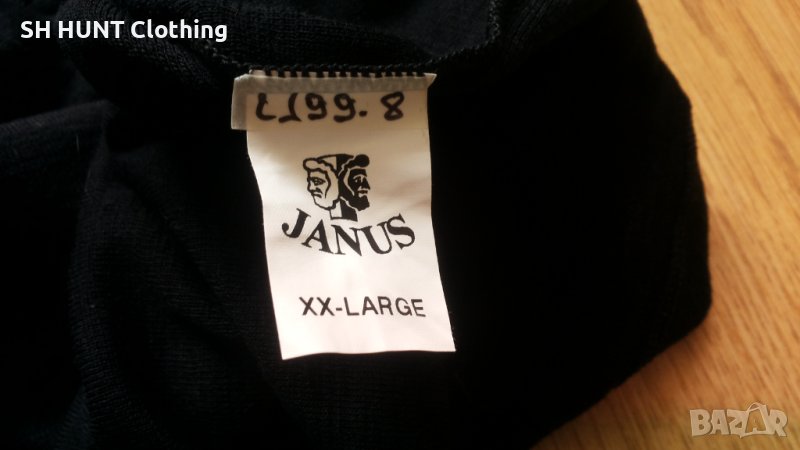 SH HUNT Clothing
JANUS
XX-LARGE
BAZAR